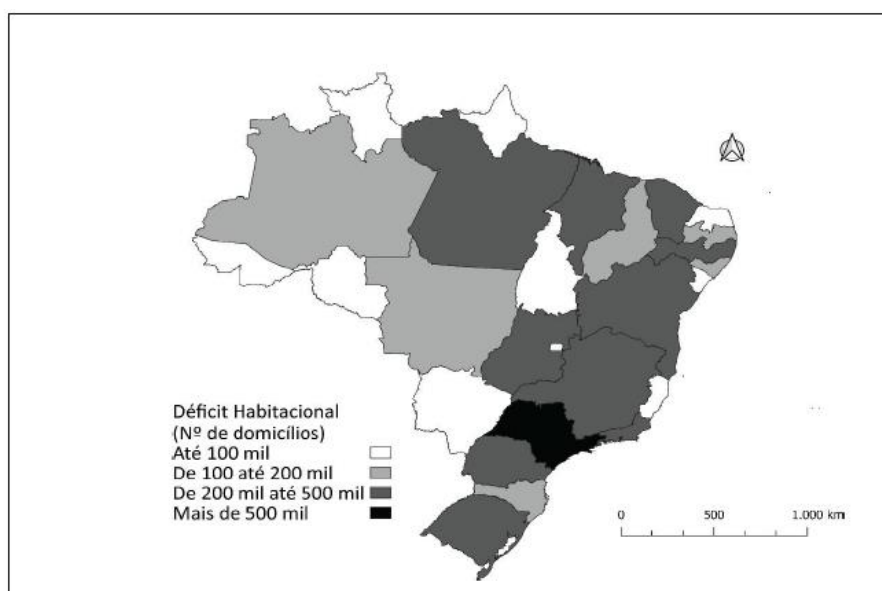 Déficit Habitacional
(Nº de domicílios)
Até 100 mil
De 100 até 200 mil
De 200 mil até 500 mil
Mais de 500 mil
0 500 1.000 km